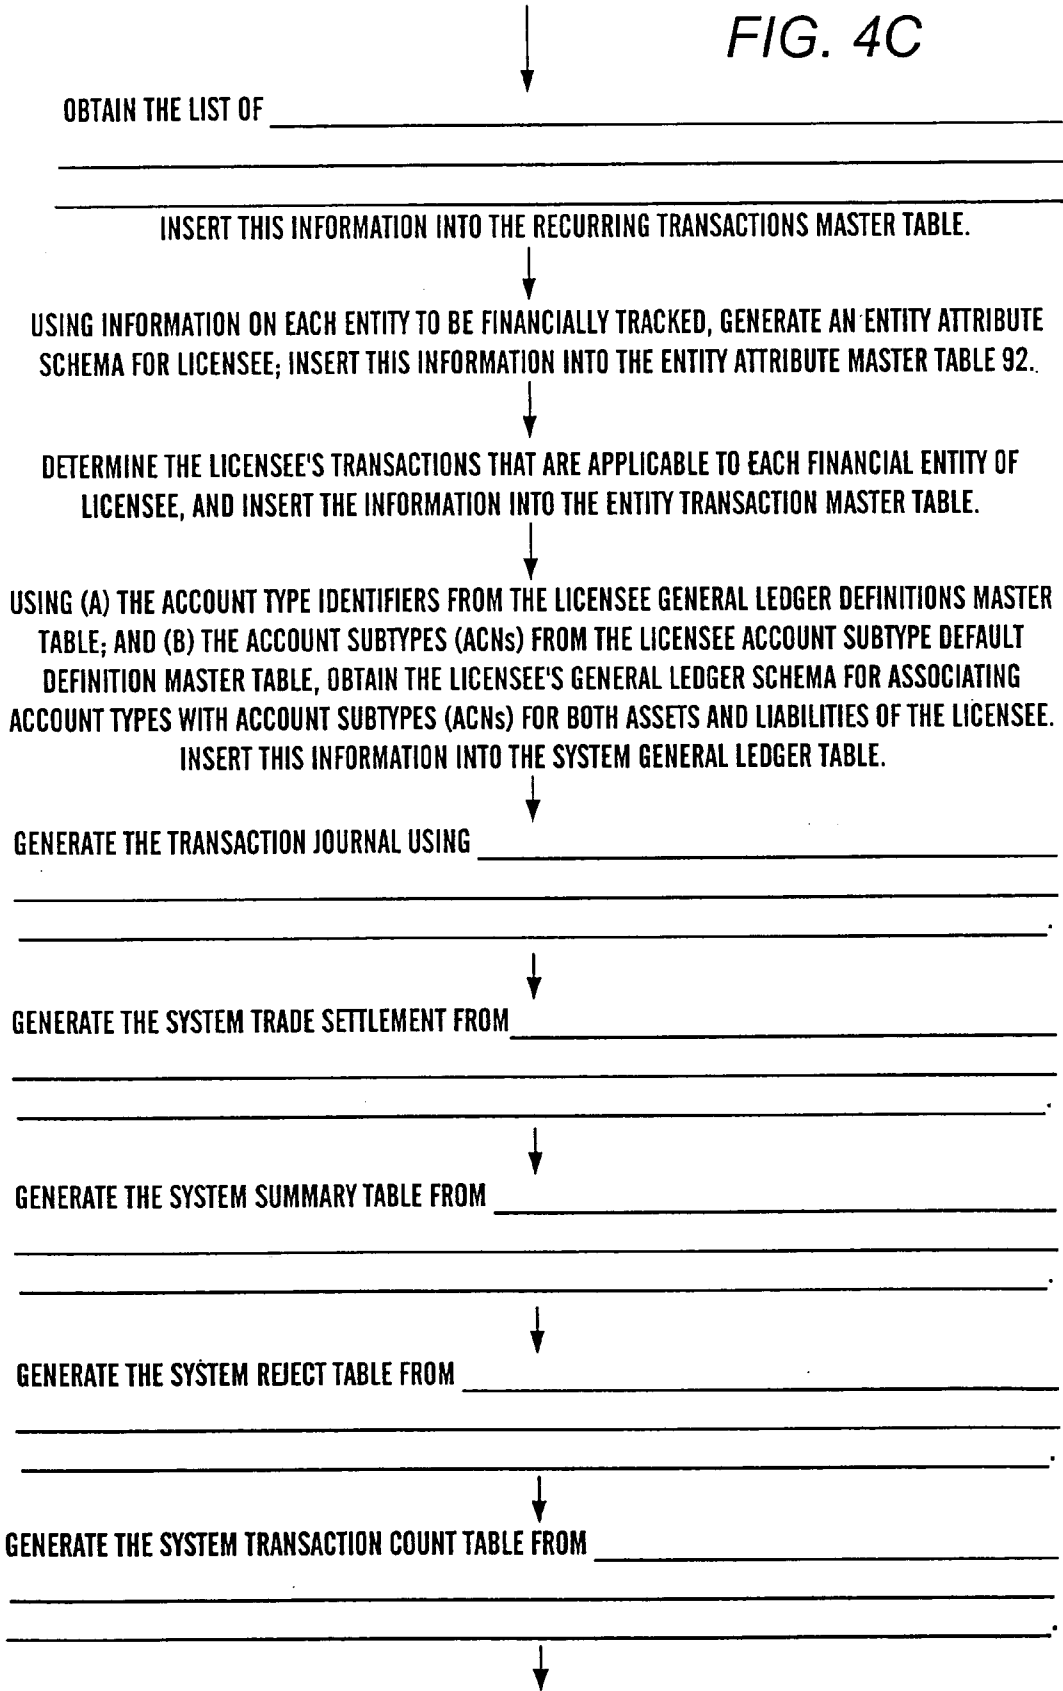 FIG. 4C
OBTAIN THE LIST OF
INSERT THIS INFORMATION INTO THE RECURRING TRANSACTIONS MASTER TABLE.
USING INFORMATION ON EACH ENTITY TO BE FINANCIALLY TRACKED, GENERATE AN ENTITY ATTRIBUTE
SCHEMA FOR LICENSEE; INSERT THIS INFORMATION INTO THE ENTITY ATTRIBUTE MASTER TABLE 92.
DETERMINE THE LICENSEE'S TRANSACTIONS THAT ARE APPLICABLE TO EACH FINANCIAL ENTITY OF
LICENSEE, AND INSERT THE INFORMATION INTO THE ENTITY TRANSACTION MASTER TABLE.
USING (A) THE ACCOUNT TYPE IDENTIFIERS FROM THE LICENSEE GENERAL LEDGER DEFINITIONS MASTER
TABLE; AND (B) THE ACCOUNT SUBTYPES (ACNs) FROM THE LICENSEE ACCOUNT SUBTYPE DEFAULT
DEFINITION MASTER TABLE, OBTAIN THE LICENSEE'S GENERAL LEDGER SCHEMA FOR ASSOCIATING
ACCOUNT TYPES WITH ACCOUNT SUBTYPES (ACNs) FOR BOTH ASSETS AND LIABILITIES OF THE LICENSEE.
INSERT THIS INFORMATION INTO THE SYSTEM GENERAL LEDGER TABLE.
GENERATE THE TRANSACTION JOURNAL USING
.
GENERATE THE SYSTEM TRADE SETTLEMENT FROM
.
GENERATE THE SYSTEM SUMMARY TABLE FROM
.
GENERATE THE SYSTEM REJECT TABLE FROM
.
GENERATE THE SYSTEM TRANSACTION COUNT TABLE FROM
.